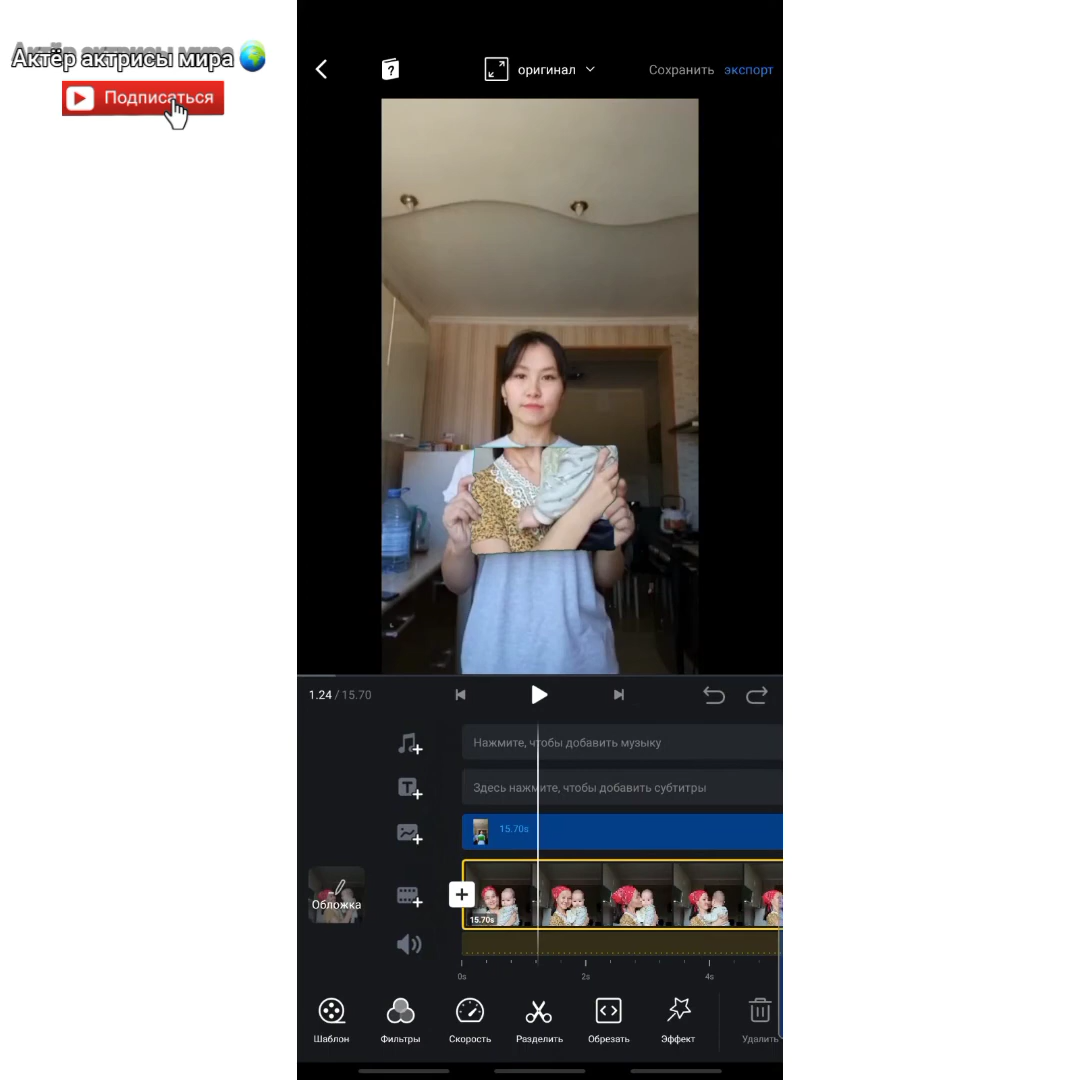 Актёр актрисы мира
Подписаться
оригинал
Сохранить экспорт
1.24 / 15.70
Нажмите, чтобы добавить музыку
Здесь нажмите, чтобы добавить субтитры
15.70s
Обложка
15.70s
0s 2s 4s
Шаблон Фильтры Скорость Разделить Обрезать Эффект Удалить